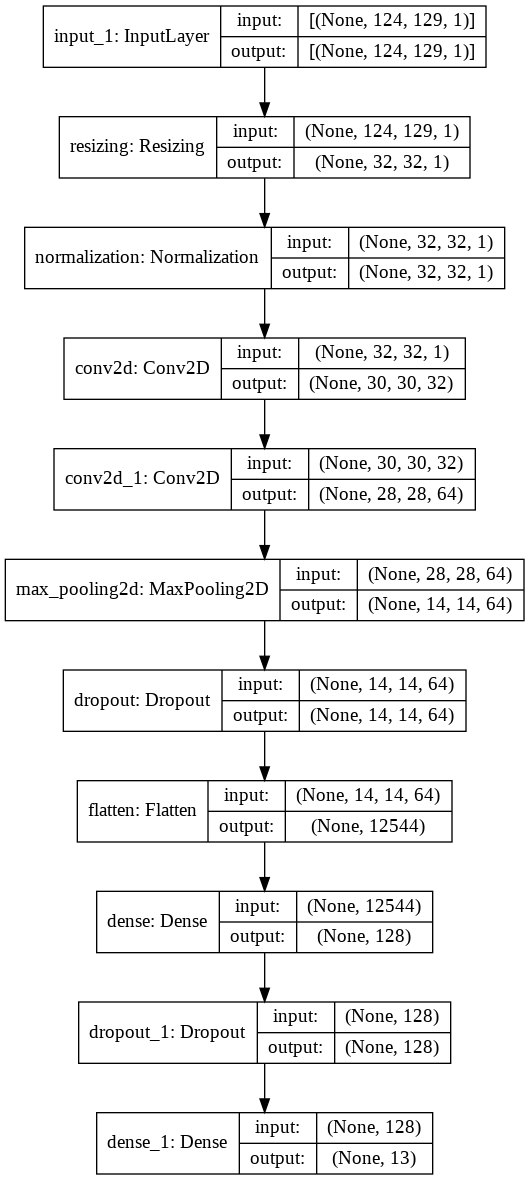 input_1: InputLayer
input: [(None, 124, 129, 1)]
output: [(None, 124, 129, 1)]
resizing: Resizing
input: (None, 124, 129, 1)
output: (None, 32, 32, 1)
normalization: Normalization
input: (None, 32, 32, 1)
output: (None, 32, 32, 1)
conv2d: Conv2D
input: (None, 32, 32, 1)
output: (None, 30, 30, 32)
conv2d_1: Conv2D
input: (None, 30, 30, 32)
output: (None, 28, 28, 64)
max_pooling2d: MaxPooling2D
input: (None, 28, 28, 64)
output: (None, 14, 14, 64)
dropout: Dropout
input: (None, 14, 14, 64)
output: (None, 14, 14, 64)
flatten: Flatten
input: (None, 14, 14, 64)
output: (None, 12544)
dense: Dense
input: (None, 12544)
output: (None, 128)
dropout_1: Dropout
input: (None, 128)
output: (None, 128)
dense_1: Dense
input: (None, 128)
output: (None, 13)